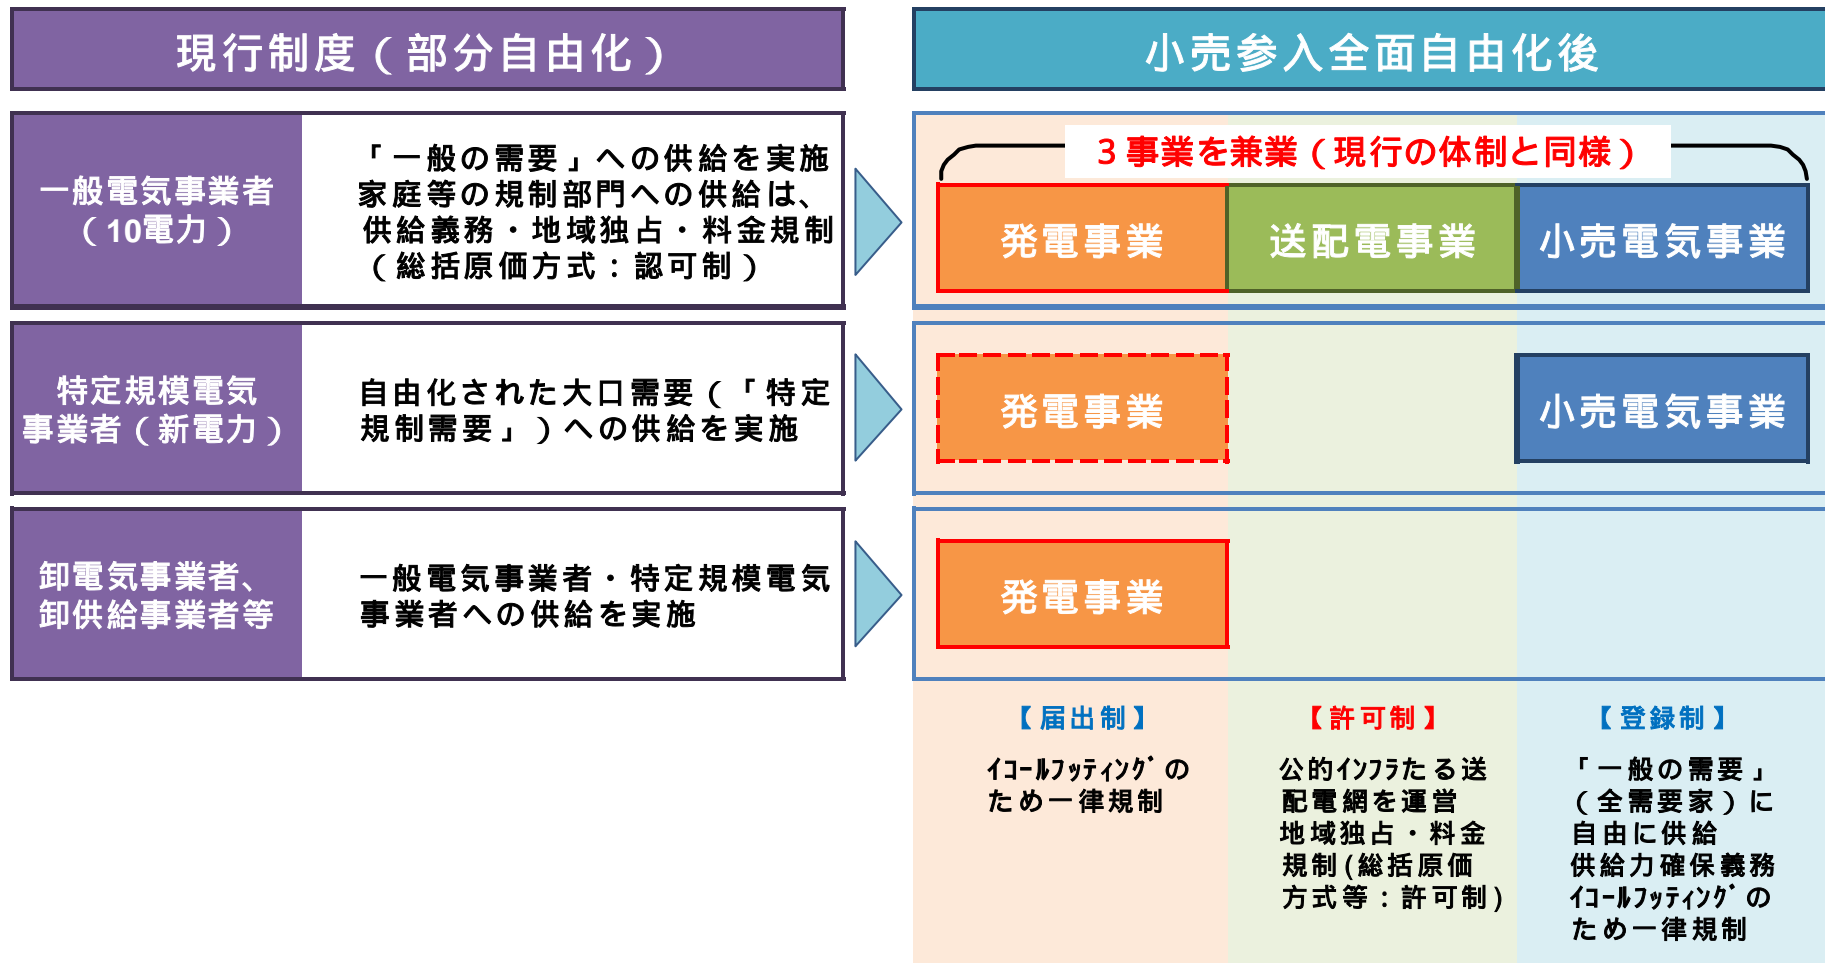 現行制度（部分自由化）
小売参入全面自由化後
一般電気事業者
（10電力）
「一般の需要」への供給を実施
家庭等の規制部門への供給は、
供給義務・地域独占・料金規制
（総括原価方式：認可制）
３事業を兼業（現行の体制と同様）
発電事業
送配電事業
小売電気事業
特定規模電気
事業者（新電力）
自由化された大口需要（「特定
規制需要」）への供給を実施
発電事業
小売電気事業
卸電気事業者、
卸供給事業者等
一般電気事業者・特定規模電気
事業者への供給を実施
発電事業
【届出制】
ｲｺｰﾙﾌｯﾃｨﾝｸﾞの
ため一律規制
【許可制】
公的ｲﾝﾌﾗたる送
配電網を運営
地域独占・料金
規制(総括原価
方式等：許可制)
【登録制】
「一般の需要」
（全需要家）に
自由に供給
供給力確保義務
ｲｺｰﾙﾌｯﾃｨﾝｸﾞの
ため一律規制